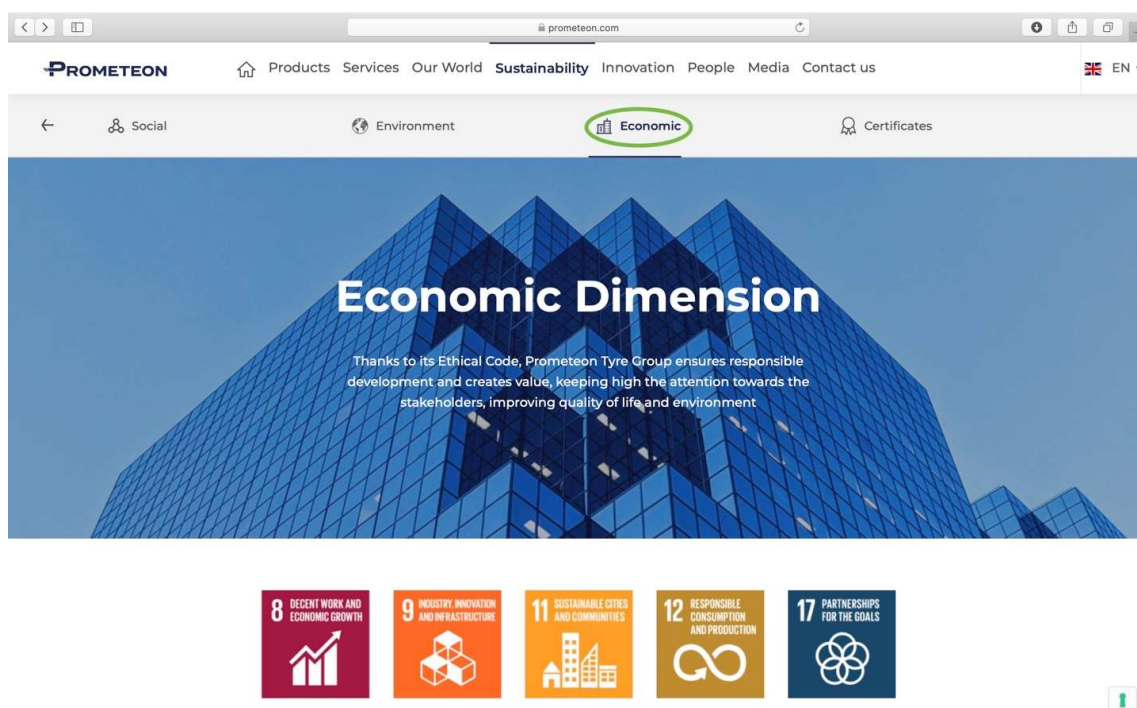 prometeon.com
PROMETEON Products Services Our World Sustainability Innovation People Media Contact us EN
Social Environment Economic Certificates
Economic Dimension
Thanks to its Ethical Code, Prometeon Tyre Group ensures responsible
development and creates value, keeping high the attention towards the
stakeholders, improving quality of life and environment
8 DECENT WORK AND
ECONOMIC GROWTH
9 INDUSTRY, INNOVATION
AND INFRASTRUCTURE
11 SUSTAINABLE CITIES
AND COMMUNITIES
12 RESPONSIBLE
CONSUMPTION
AND PRODUCTION
17 PARTNERSHIPS
FOR THE GOALS